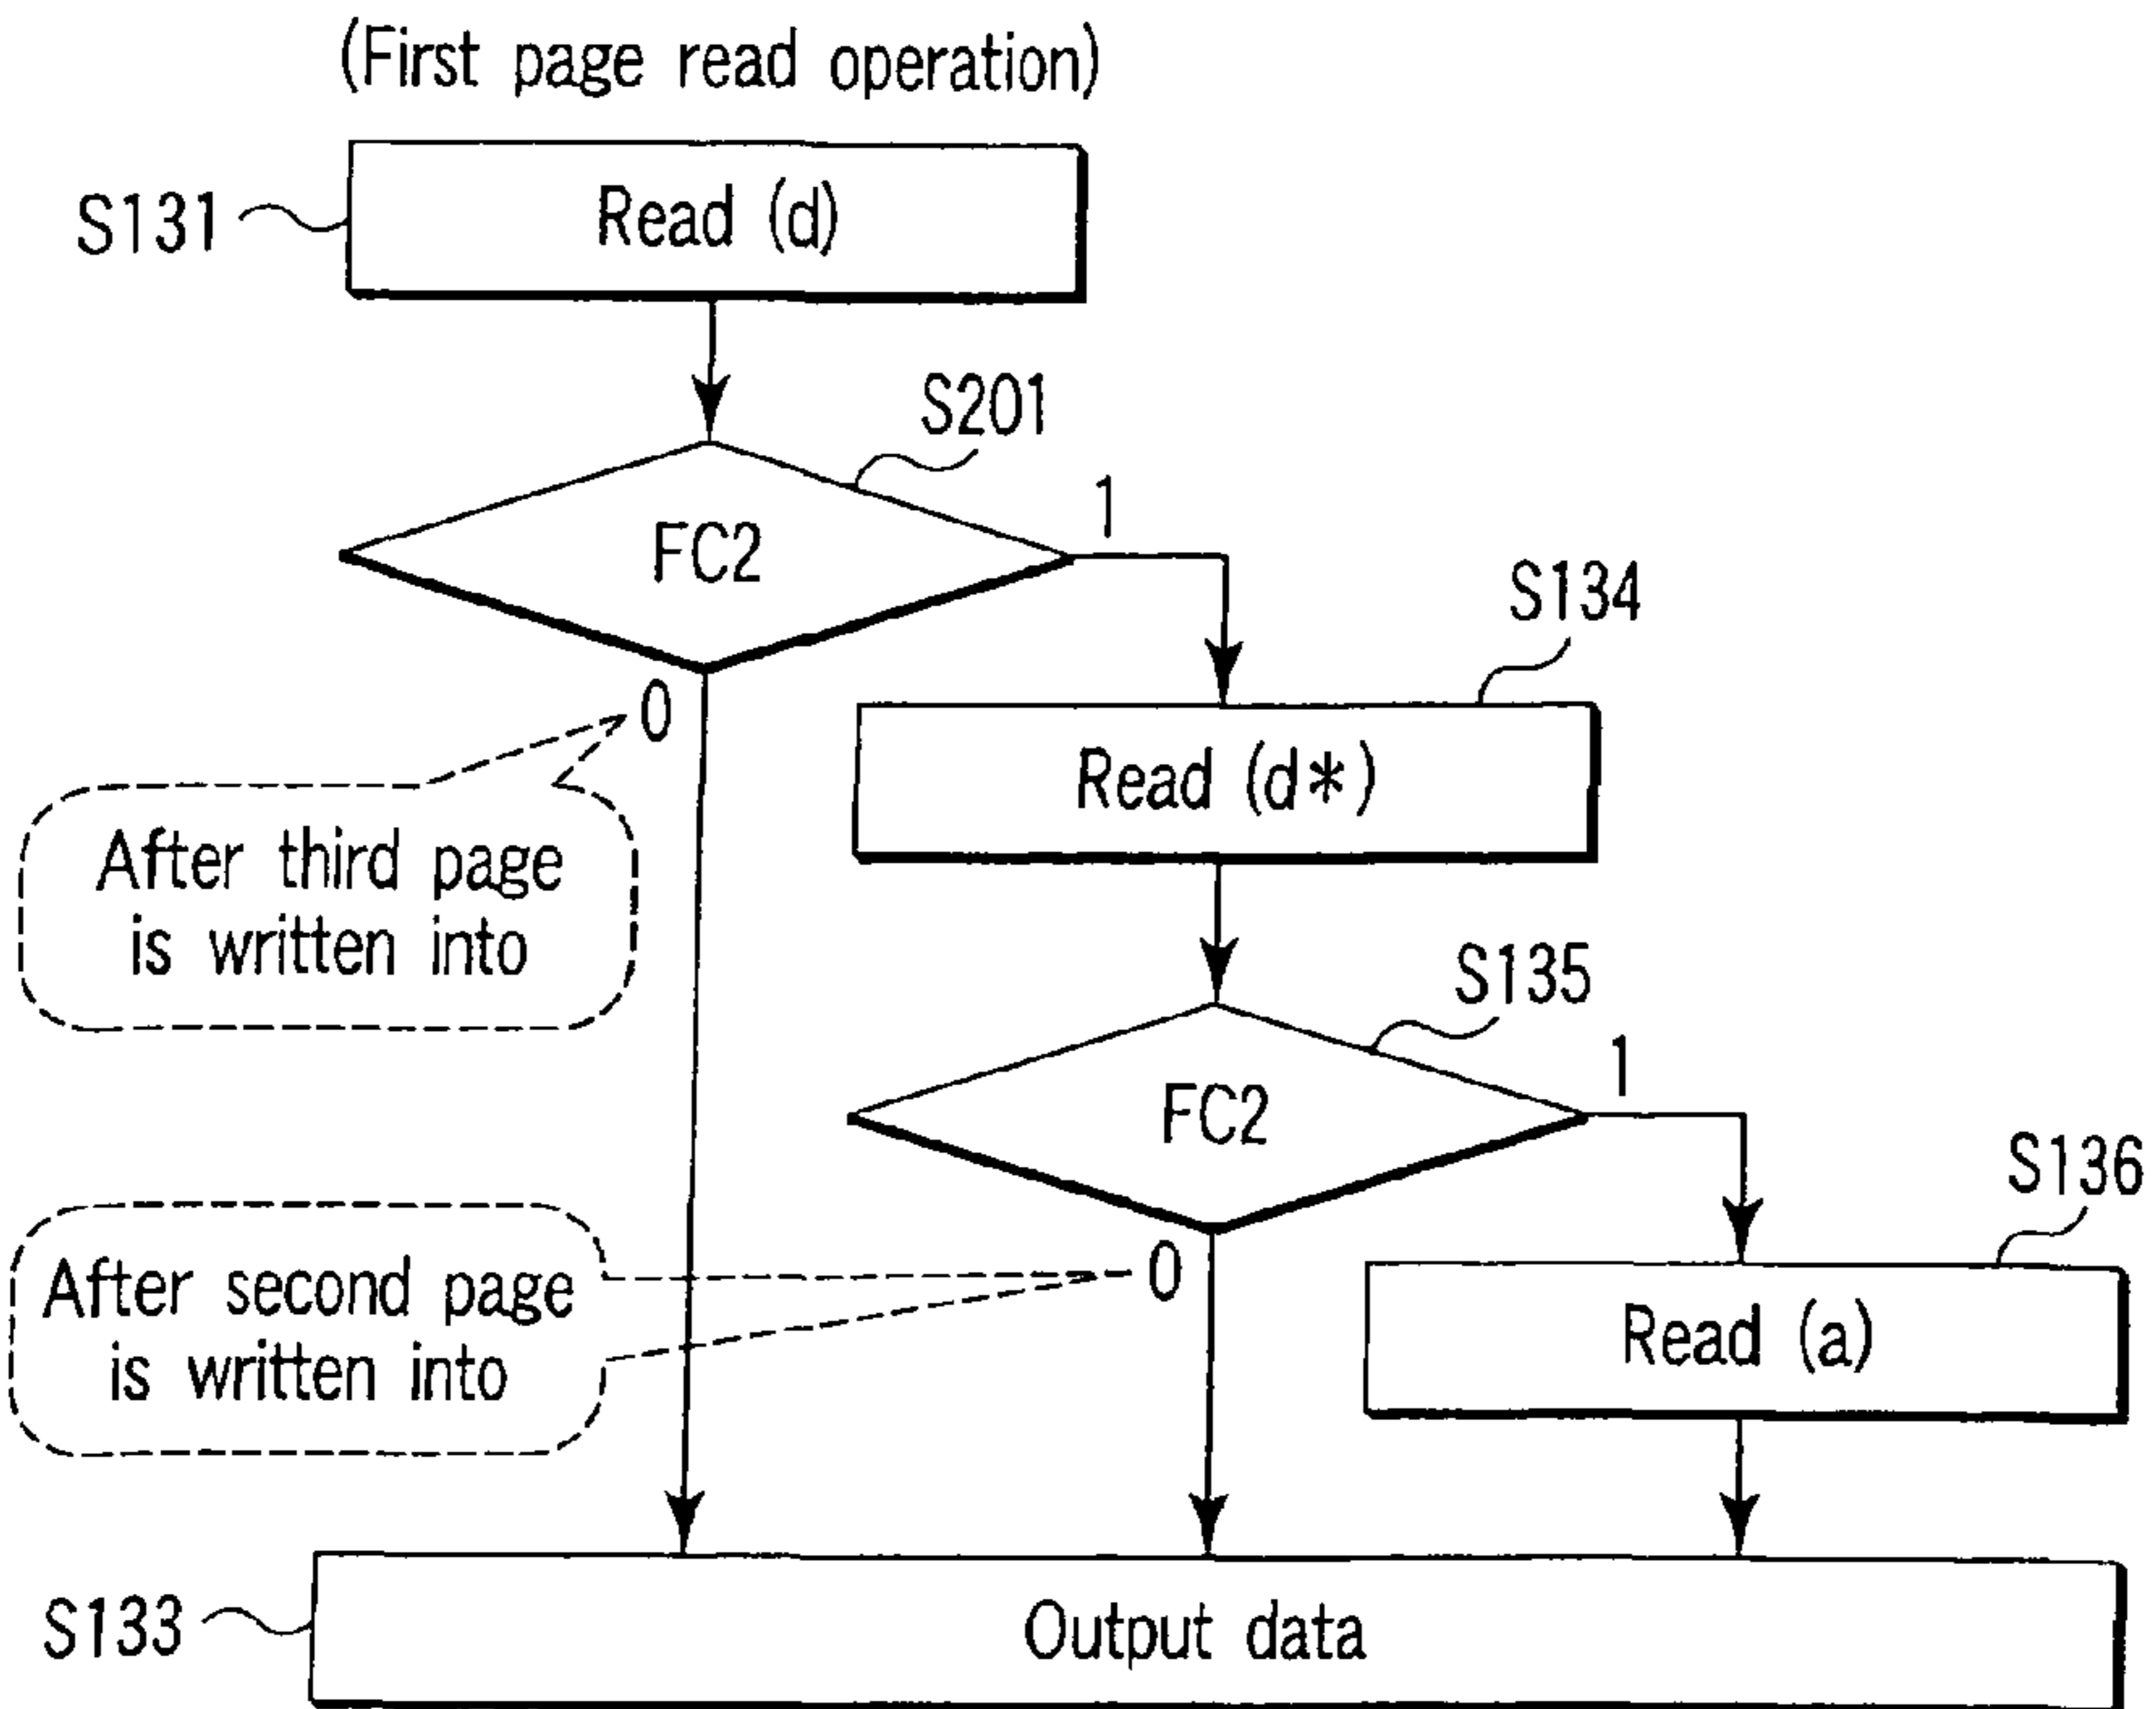 (First page read operation)
S131
Read (d)
S201
FC2
1
0
S134
Read (d*)
After third page
is written into
S135
FC2
1
0
S136
Read (a)
After second page
is written into
S133
Output data